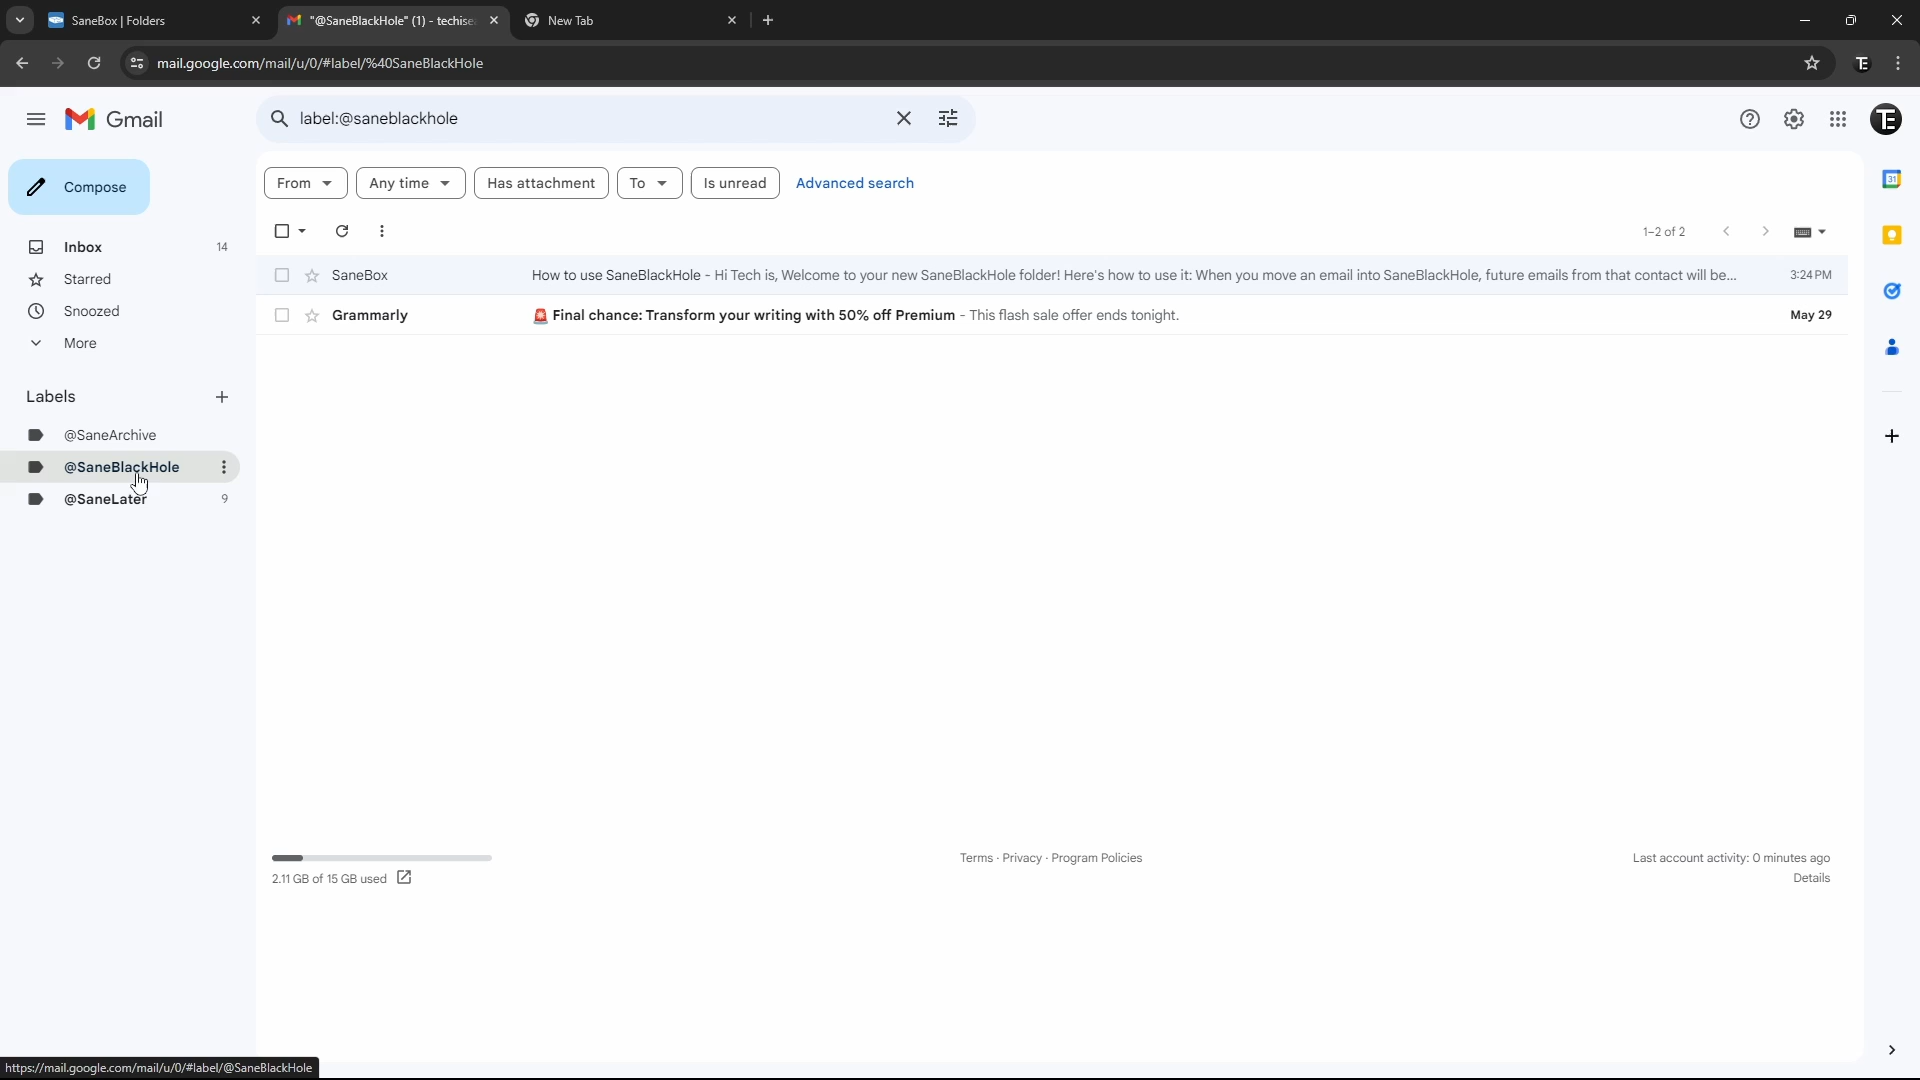 SaneBox | Folders
"@SaneBlackHole" (1) - techise
New Tab
mail.google.com/mail/u/0/#label/%40SaneBlackHole
TE
Gmail
label:@saneblackhole
TE
Compose
From
Any time
Has attachment
To
Is unread
Advanced search
31
1–2 of 2
Inbox 14
Starred
Snoozed
More
SaneBox How to use SaneBlackHole - Hi Tech is, Welcome to your new SaneBlackHole folder! Here's how to use it: When you move an email into SaneBlackHole, future emails from that contact will be... 3:24 PM
Grammarly 🚨 Final chance: Transform your writing with 50% off Premium - This flash sale offer ends tonight. May 29
Labels
@SaneArchive
@SaneBlackHole
@SaneLater 9
2.11 GB of 15 GB used
Terms · Privacy · Program Policies
Last account activity: 0 minutes ago
Details
https://mail.google.com/mail/u/0/#label/@SaneBlackHole